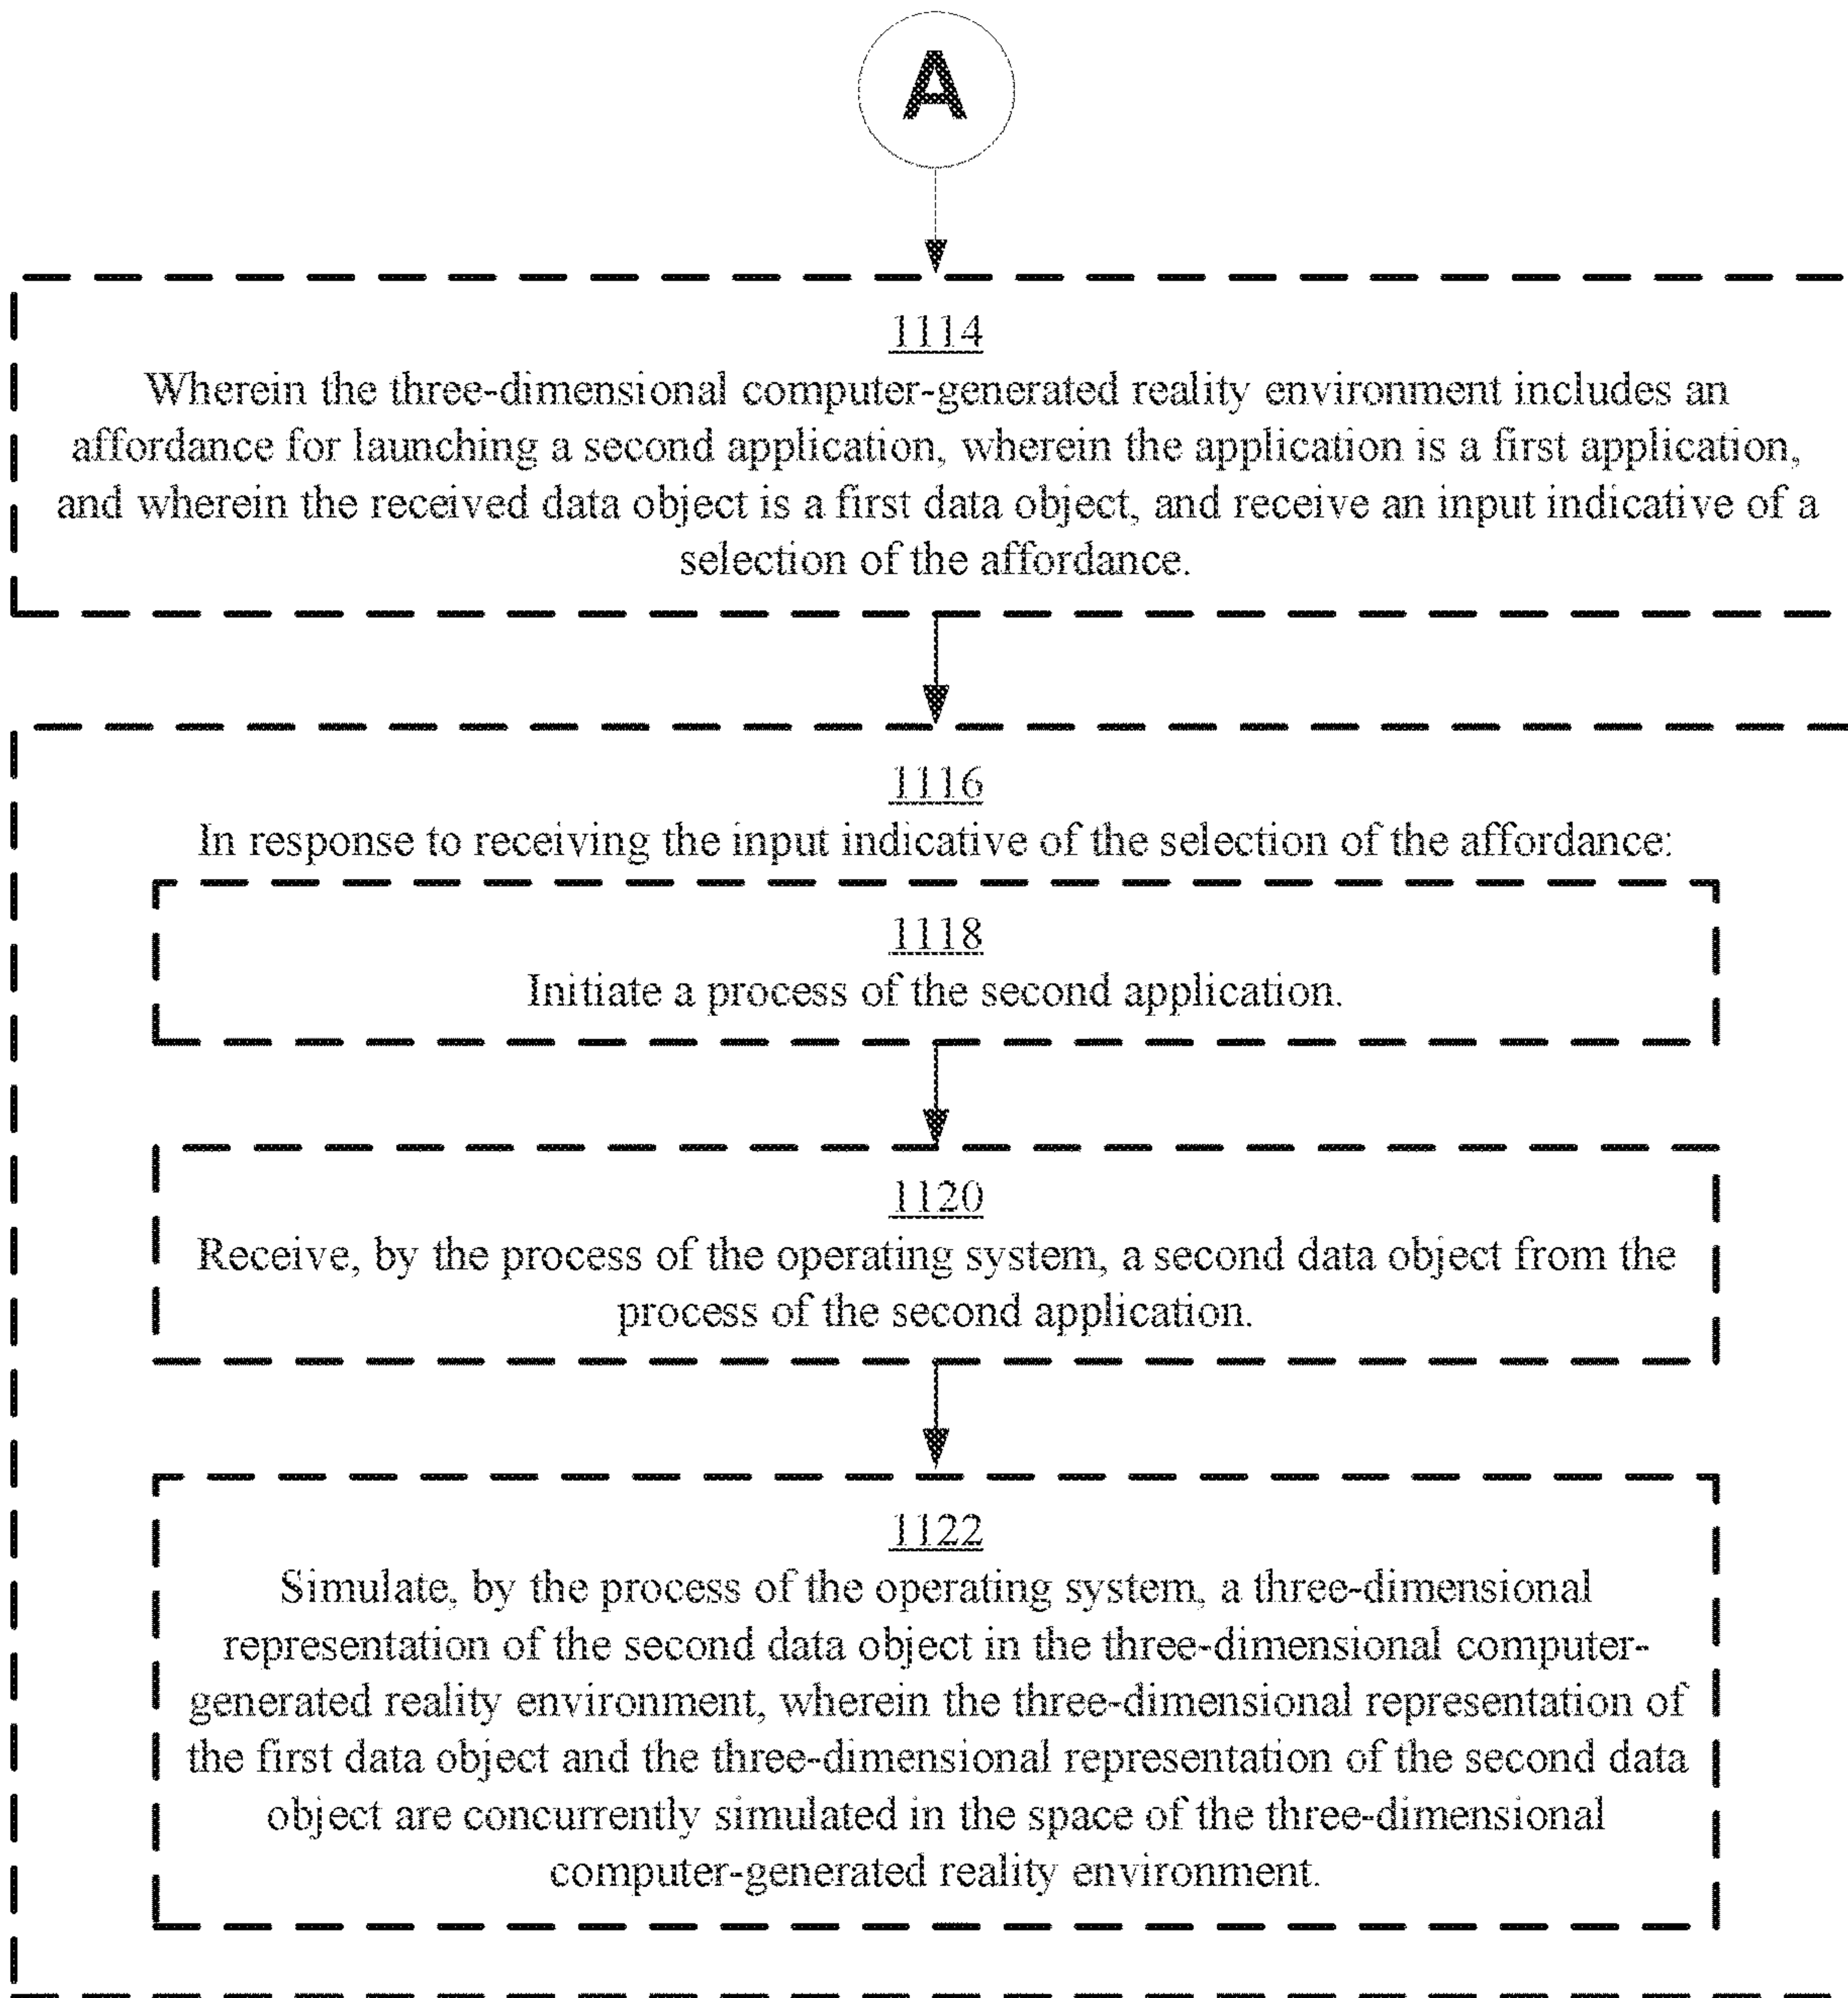 A
1114
Wherein the three-dimensional computer-generated reality environment includes an
affordance for launching a second application, wherein the application is a first application,
and wherein the received data object is a first data object, and receive an input indicative of a
selection of the affordance.
1116
In response to receiving the input indicative of the selection of the affordance:
1118
Initiate a process of the second application.
1120
Receive, by the process of the operating system, a second data object from the
process of the second application.
1122
Simulate, by the process of the operating system, a three-dimensional
representation of the second data object in the three-dimensional computer-
generated reality environment, wherein the three-dimensional representation of
the first data object and the three-dimensional representation of the second data
object are concurrently simulated in the space of the three-dimensional
computer-generated reality environment.